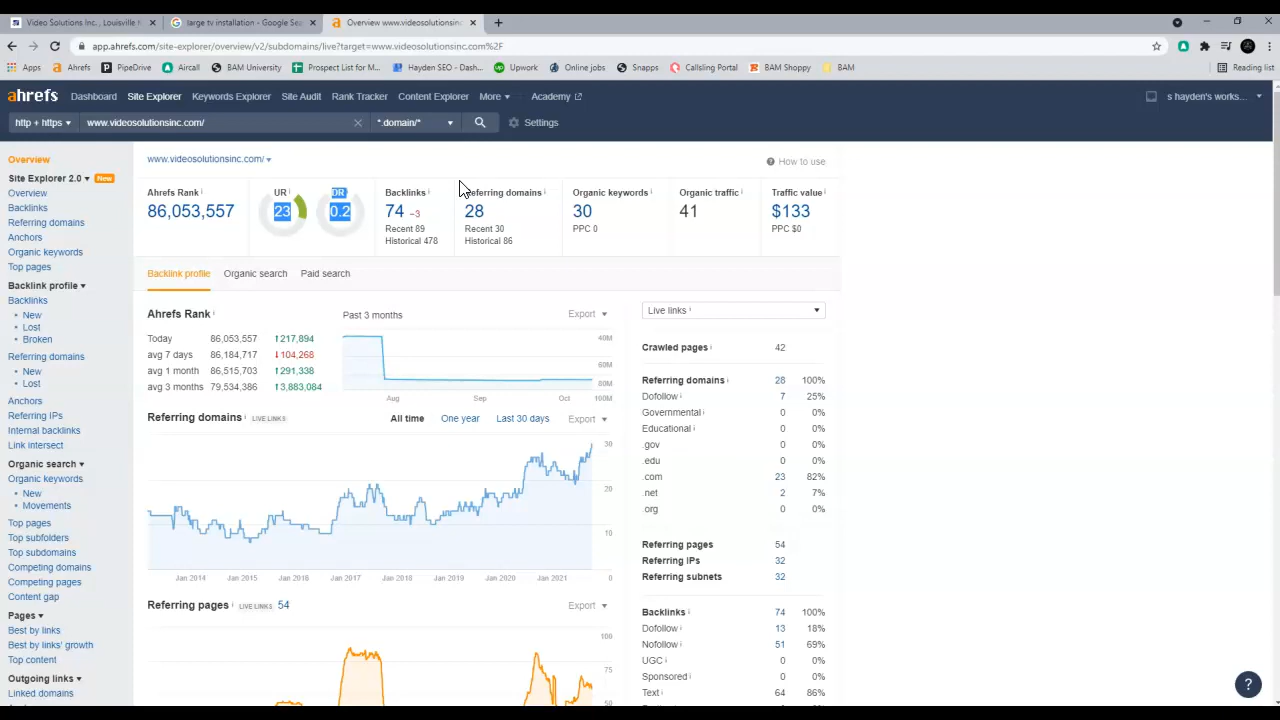 Video Solutions Inc., Louisville
large tv installation - Google Sea
Overview www.videosolutionsinc.
app.ahrefs.com/site-explorer/overview/v2/subdomains/live?target=www.videosolutionsinc.com%2F
Apps Ahrefs PipeDrive Aircall BAM University Prospect List for M... Hayden SEO - Dash... Upwork Online jobs Snapps Callsling Portal BAM Shoppy BAM Reading list
ahrefs Dashboard Site Explorer Keywords Explorer Site Audit Rank Tracker Content Explorer More Academy s hayden's works...
http + https www.videosolutionsinc.com/ *.domain/* Settings
Overview
Site Explorer 2.0 New
Overview
Backlinks
Referring domains
Anchors
Organic keywords
Top pages
Backlink profile
Backlinks
New
Lost
Broken
Referring domains
New
Lost
Anchors
Referring IPs
Internal backlinks
Link intersect
Organic search
Organic keywords
New
Movements
Top pages
Top subfolders
Top subdomains
Competing domains
Competing pages
Content gap
Pages
Best by links
Best by links' growth
Top content
Outgoing links
Linked domains
www.videosolutionsinc.com/ How to use
Ahrefs Rank UR DR Backlinks Referring domains Organic keywords Organic traffic Traffic value
86,053,557 23 0.2 74 –3 28 30 41 $133
Recent 89 Recent 30 PPC 0 PPC $0
Historical 478 Historical 86
Backlink profile Organic search Paid search
Ahrefs Rank Past 3 months Export
Today 86,053,557 ↑217,894
avg 7 days 86,184,717 ↓104,268
avg 1 month 86,515,703 ↑291,338
avg 3 months 79,534,386 ↑3,883,084
40M
60M
80M
100M
Aug Sep Oct
Referring domains LIVE LINKS All time One year Last 30 days Export
30
20
10
0
Jan 2014 Jan 2015 Jan 2016 Jan 2017 Jan 2018 Jan 2019 Jan 2020 Jan 2021
Referring pages LIVE LINKS 54 Export
100
75
50
Live links
Crawled pages 42
Referring domains 28 100%
Dofollow 7 25%
Governmental 0 0%
Educational 0 0%
.gov 0 0%
.edu 0 0%
.com 23 82%
.net 2 7%
.org 0 0%
Referring pages 54
Referring IPs 32
Referring subnets 32
Backlinks 74 100%
Dofollow 13 18%
Nofollow 51 69%
UGC 0 0%
Sponsored 0 0%
Text 64 86%